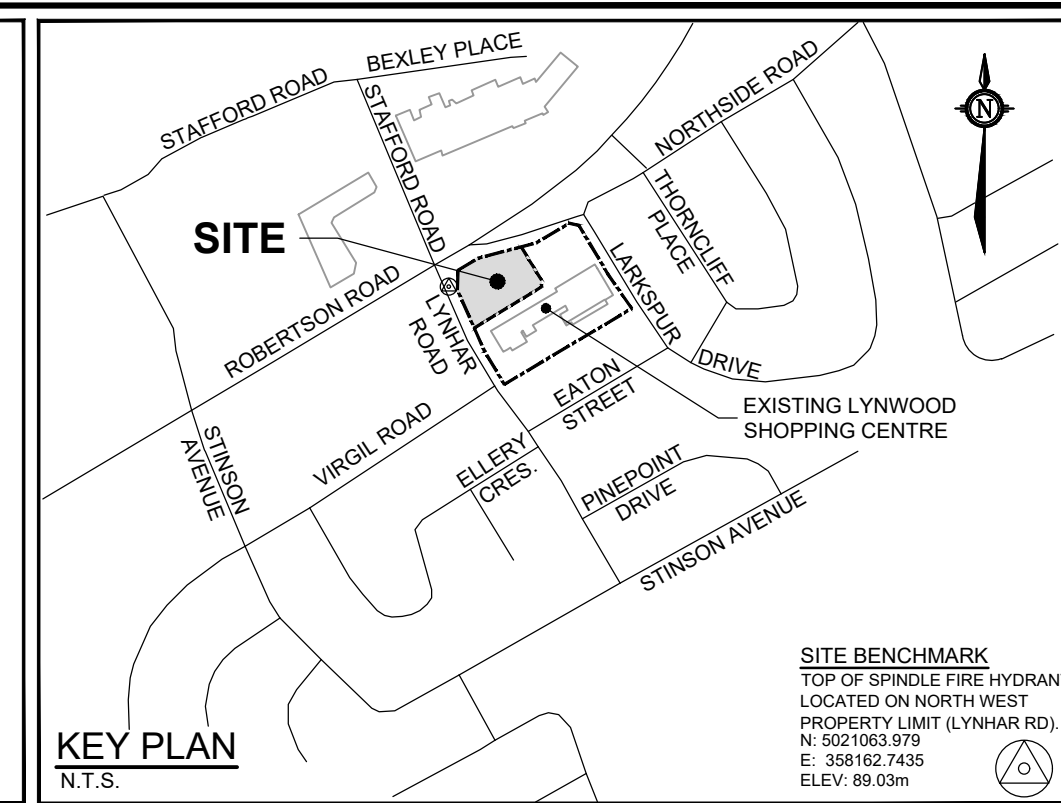 BEXLEY PLACE
STAFFORD ROAD
STAFFORD ROAD
NORTHSIDE ROAD
N
THORNCLIFF
PLACE
SITE
LARKSPUR
DRIVE
ROBERTSON ROAD
LYNHAR
ROAD
EATON
STREET
EXISTING LYNWOOD
SHOPPING CENTRE
STINSON
AVENUE
VIRGIL ROAD
ELLERY
CRES.
PINEPOINT
DRIVE
STINSON AVENUE
SITE BENCHMARK
TOP OF SPINDLE FIRE HYDRAN
LOCATED ON NORTH WEST
PROPERTY LIMIT (LYNHAR RD).
N: 5021063.979
E: 358162.7435
ELEV: 89.03m
KEY PLAN
N.T.S.